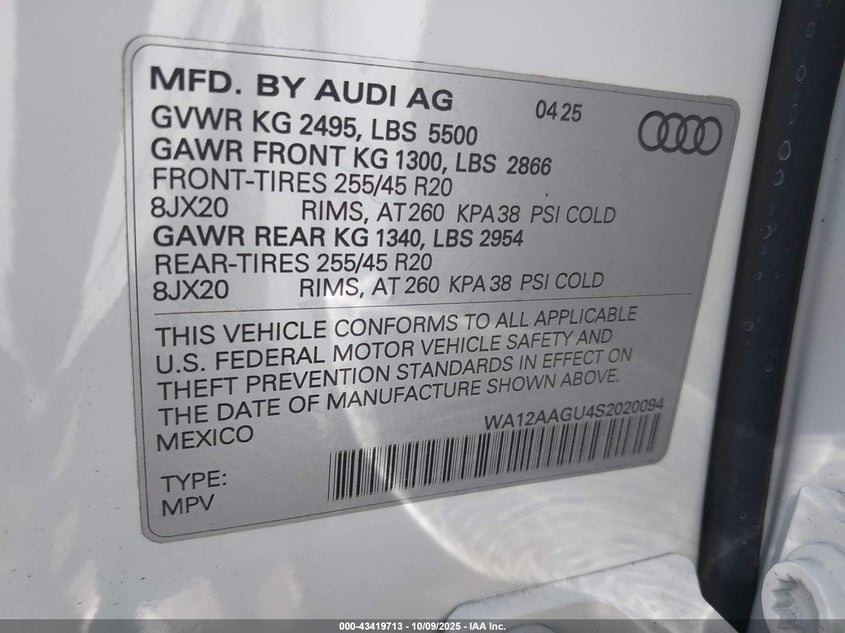 MFD. BY AUDI AG 04 25
GVWR KG 2495, LBS 5500
GAWR FRONT KG 1300, LBS 2866
FRONT-TIRES 255/45 R20
8JX20 RIMS, AT 260 KPA 38 PSI COLD
GAWR REAR KG 1340, LBS 2954
REAR-TIRES 255/45 R20
8JX20 RIMS, AT 260 KPA 38 PSI COLD
THIS VEHICLE CONFORMS TO ALL APPLICABLE
U.S. FEDERAL MOTOR VEHICLE SAFETY AND
THEFT PREVENTION STANDARDS IN EFFECT ON
THE DATE OF MANUFACTURE SHOWN ABOVE.
MEXICO WA12AAGU4S2020094
TYPE:
MPV
000-43419713 - 10/09/2025 - IAA Inc.